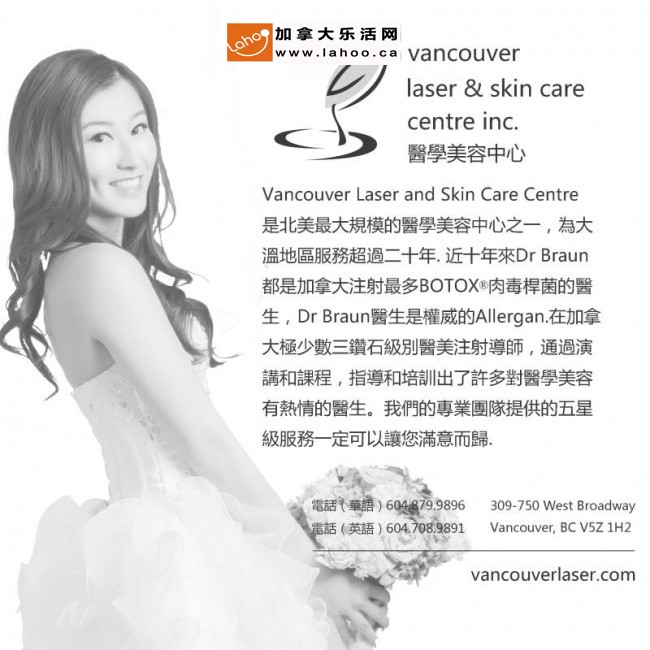 Lahoo
加拿大乐活网
www.lahoo.ca
vancouver
laser & skin care
centre inc.
醫學美容中心
Vancouver Laser and Skin Care Centre
是北美最大規模的醫學美容中心之一，為大
溫地區服務超過二十年. 近十年來Dr Braun
都是加拿大注射最多BOTOX®肉毒桿菌的醫
生，Dr Braun醫生是權威的Allergan.在加拿
大極少數三鑽石級別醫美注射導師，通過演
講和課程，指導和培訓出了許多對醫學美容
有熱情的醫生。我們的專業團隊提供的五星
級服務一定可以讓您滿意而歸.
電話（華語）604.879.9896 309-750 West Broadway
電話（英語）604.708.9891 Vancouver, BC V5Z 1H2
vancouverlaser.com